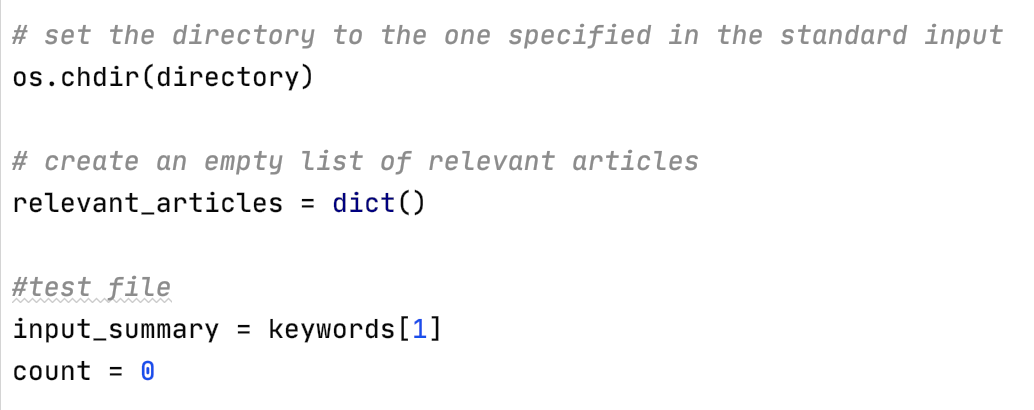 # set the directory to the one specified in the standard input
os.chdir(directory)
# create an empty list of relevant articles
relevant_articles = dict()
#test file
input_summary = keywords[1]
count = 0